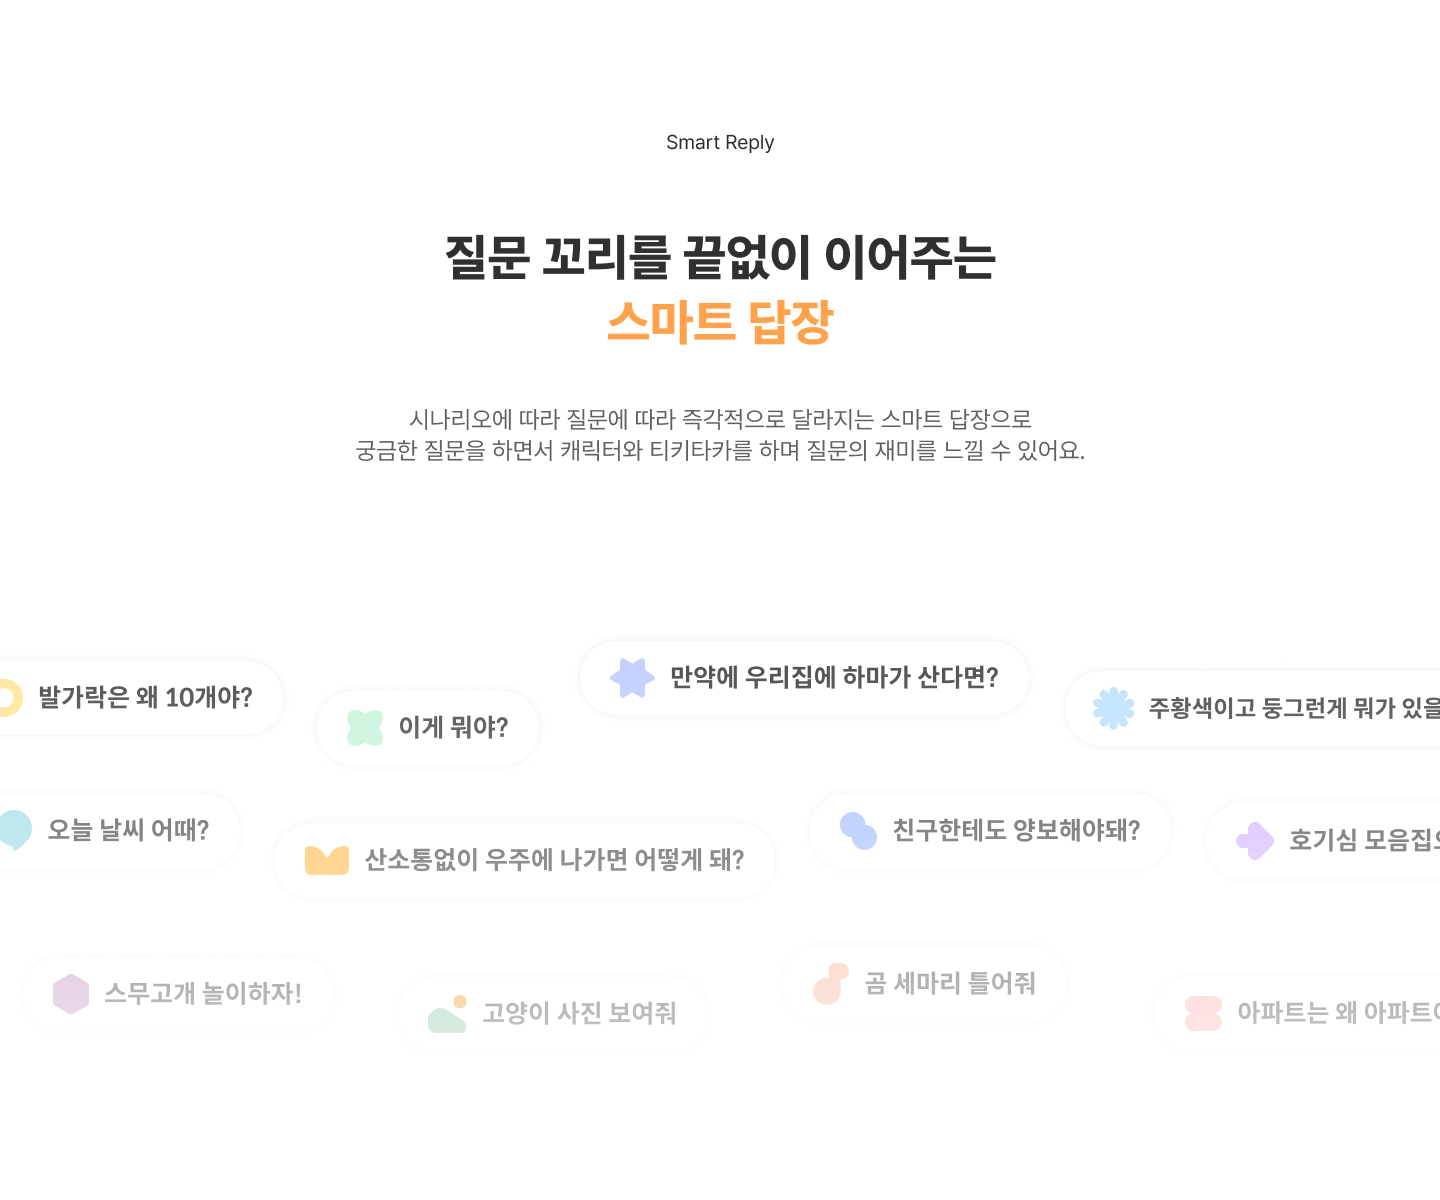 Smart Reply
질문 꼬리를 끝없이 이어주는
스마트 답장
시나리오에 따라 질문에 따라 즉각적으로 달라지는 스마트 답장으로
궁금한 질문을 하면서 캐릭터와 티키타카를 하며 질문의 재미를 느낄 수 있어요.
발가락은 왜 10개야?
이게 뭐야?
만약에 우리집에 하마가 산다면?
주황색이고 둥그런게 뭐가 있을
오늘 날씨 어때?
산소통없이 우주에 나가면 어떻게 돼?
친구한테도 양보해야돼?
호기심
스무고개 놀이하자!
고양이 사진 보여줘
곰 세마리 틀어줘
아파트는 왜